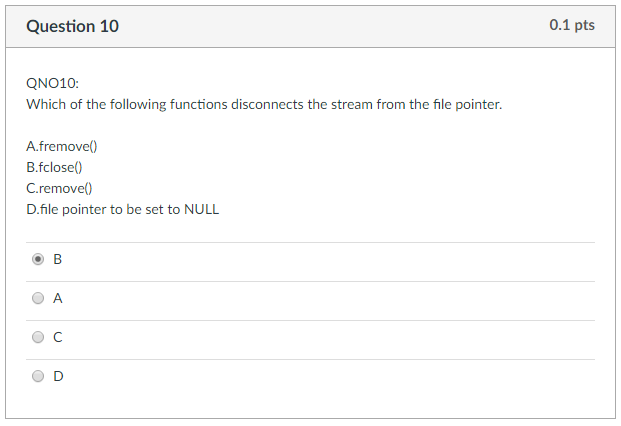 Question 10
0.1 pts
QNO10:
Which of the following functions disconnects the stream from the file pointer.
A.fremove()
B.fclose()
C.remove()
D.file pointer to be set to NULL
B
A
C
D